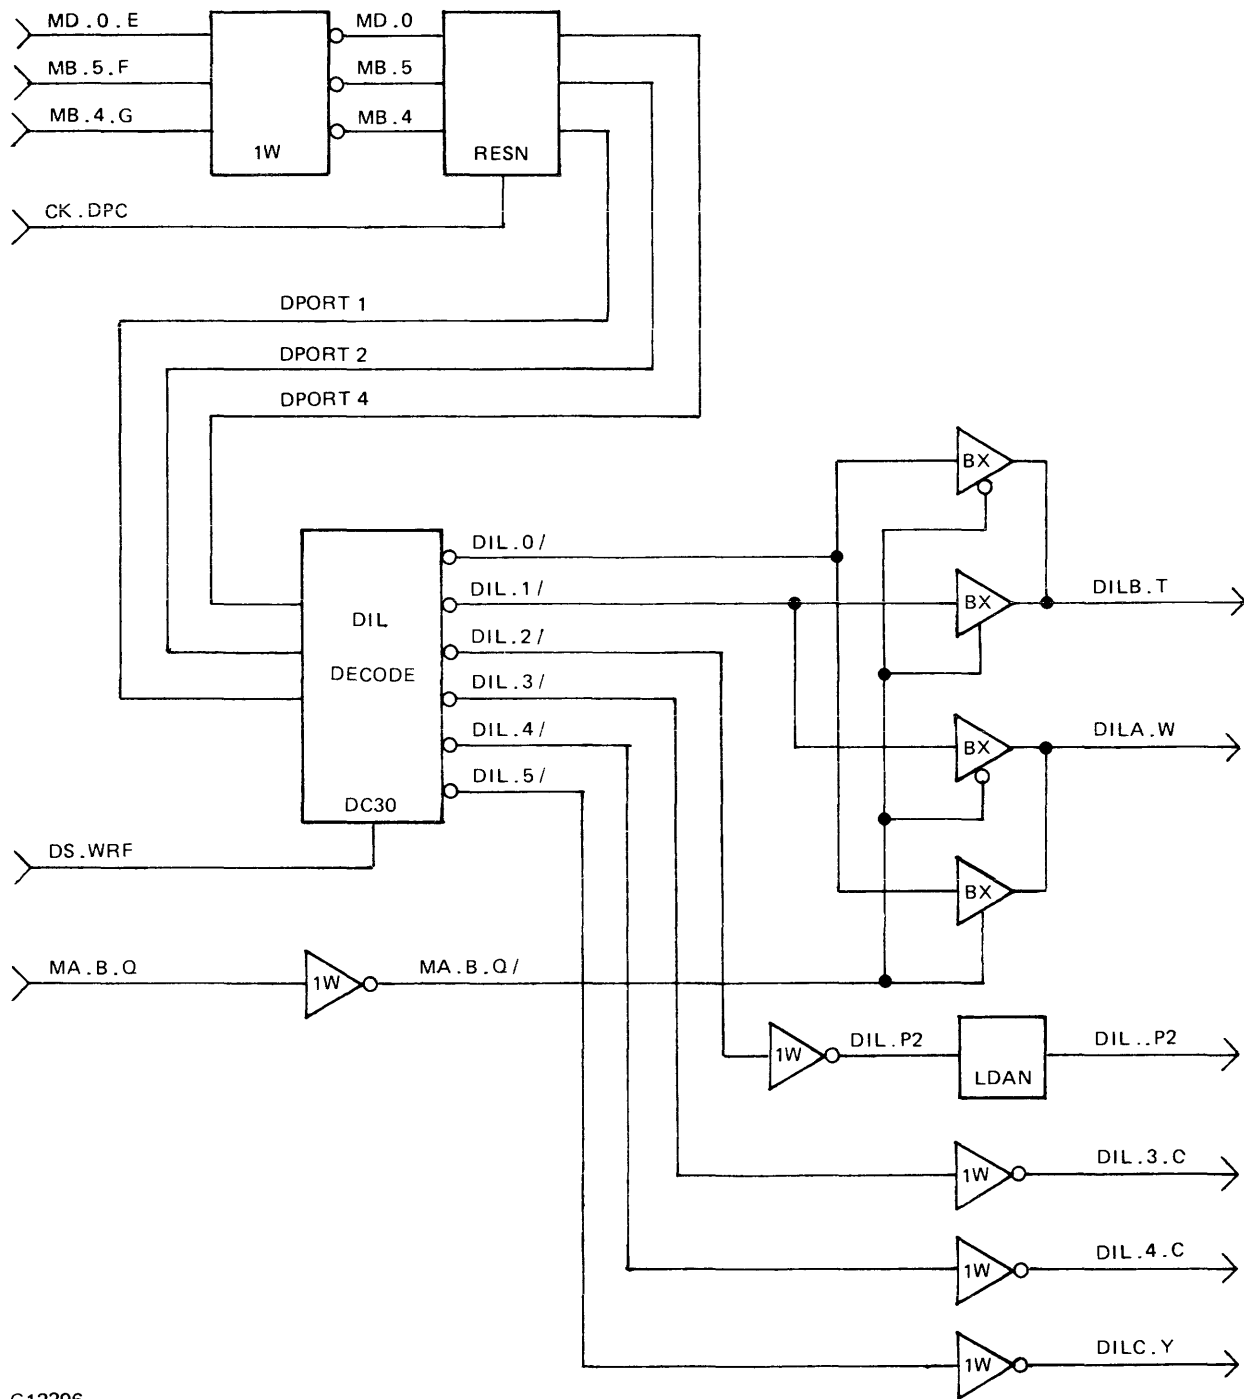 MD.0.E
MD.0
MB.5.F
MB.5
MB.4.G
MB.4
1W
RESN
CK.DPC
DPORT 1
DPORT 2
DPORT 4
BX
DIL.0/
DIL.1/
BX
DILB.T
DIL
DIL.2/
DECODE
DIL.3/
DIL.4/
BX
DILA.W
DIL.5/
DC30
DS.WRF
BX
MA.B.Q
1W
MA.B.Q/
1W
DIL.P2
LDAN
DIL..P2
1W
DIL.3.C
1W
DIL.4.C
1W
DILC.Y